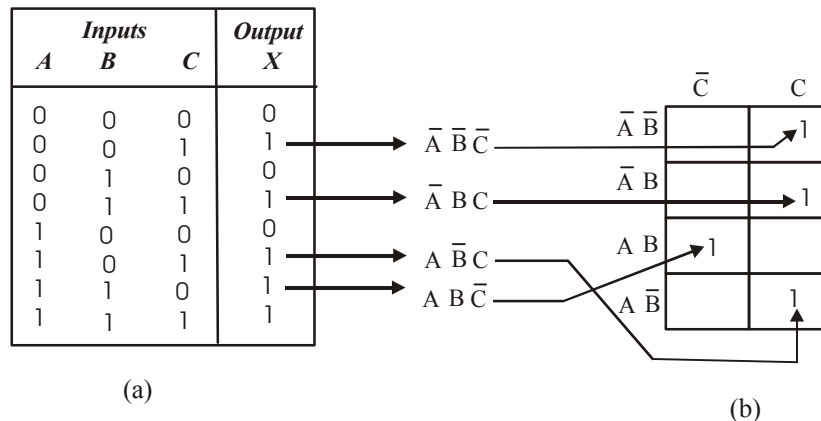 Inputs Output
A B C X
0 0 0 0
0 0 1 1
0 1 0 0
0 1 1 1
1 0 0 0
1 0 1 1
1 1 0 1
1 1 1 1
A̅ B̅ C̅
A̅ B C
A B̅ C
A B C̅
C̅ C
A̅ B̅ 1
A̅ B 1
A B 1
A B̅ 1
(a)
(b)